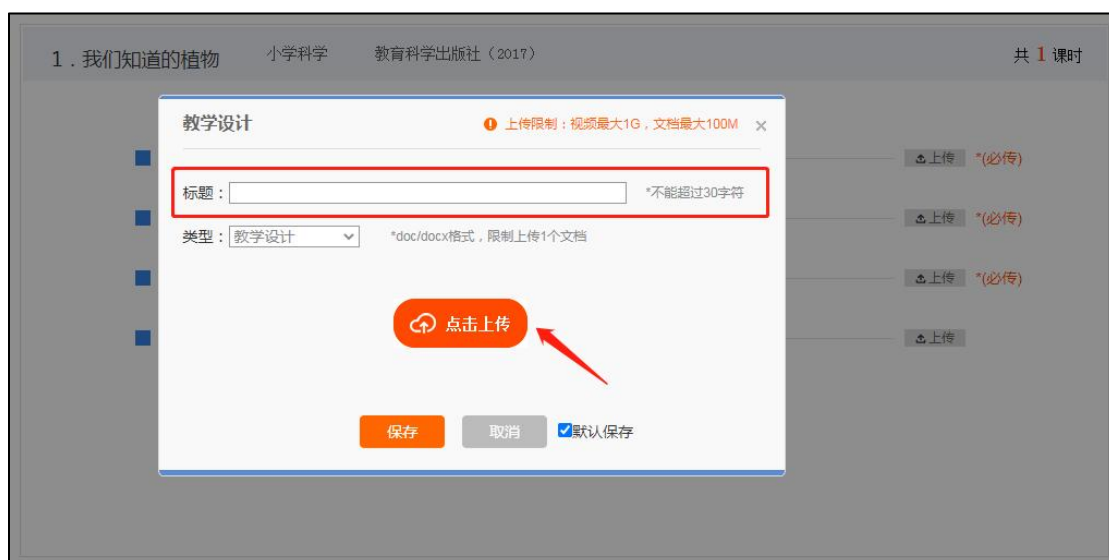 1．我们知道的植物 小学科学 教育科学出版社（2017） 共 1 课时
教学设计 上传限制：视频最大1G，文档最大100M ×
上传 *(必传)
标题： *不能超过30字符
上传 *(必传)
类型： 教学设计 *doc/docx格式，限制上传1个文档
上传 *(必传)
点击上传
上传
保存 取消 默认保存